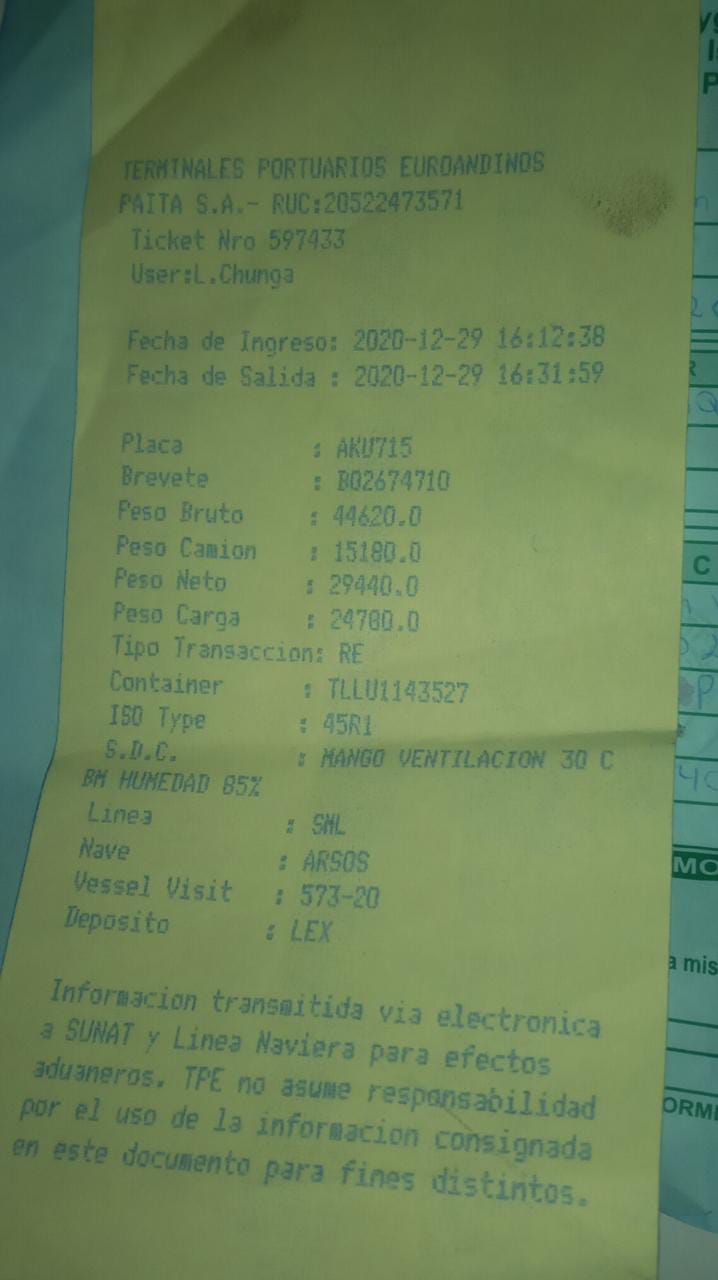 TERMINALES PORTUARIOS EUROANDINOS
PAITA S.A.- RUC:20522473571
Ticket Nro 597433
User:L.Chunga
Fecha de Ingreso: 2020-12-29 16:12:38
Fecha de Salida : 2020-12-29 16:31:59
Placa : AKU715
Brevete : B02674710
Peso Bruto : 44620.0
Peso Camion : 15180.0
Peso Neto : 29440.0
Peso Carga : 24780.0
Tipo Transaccion: RE
Container : TLLU1143527
ISO Type : 45R1
S.D.C. : MANGO VENTILACION 30 C
BM HUMEDAD 85%
Linea : SML
Nave : ARSOS
Vessel Visit : 573-20
Deposito : LEX
Informacion transmitida via electronica
a SUNAT y Linea Naviera para efectos
aduaneros. TPE no asume responsabilidad
por el uso de la informacion consignada
en este documento para fines distintos.
C
MO
a mis
ORM